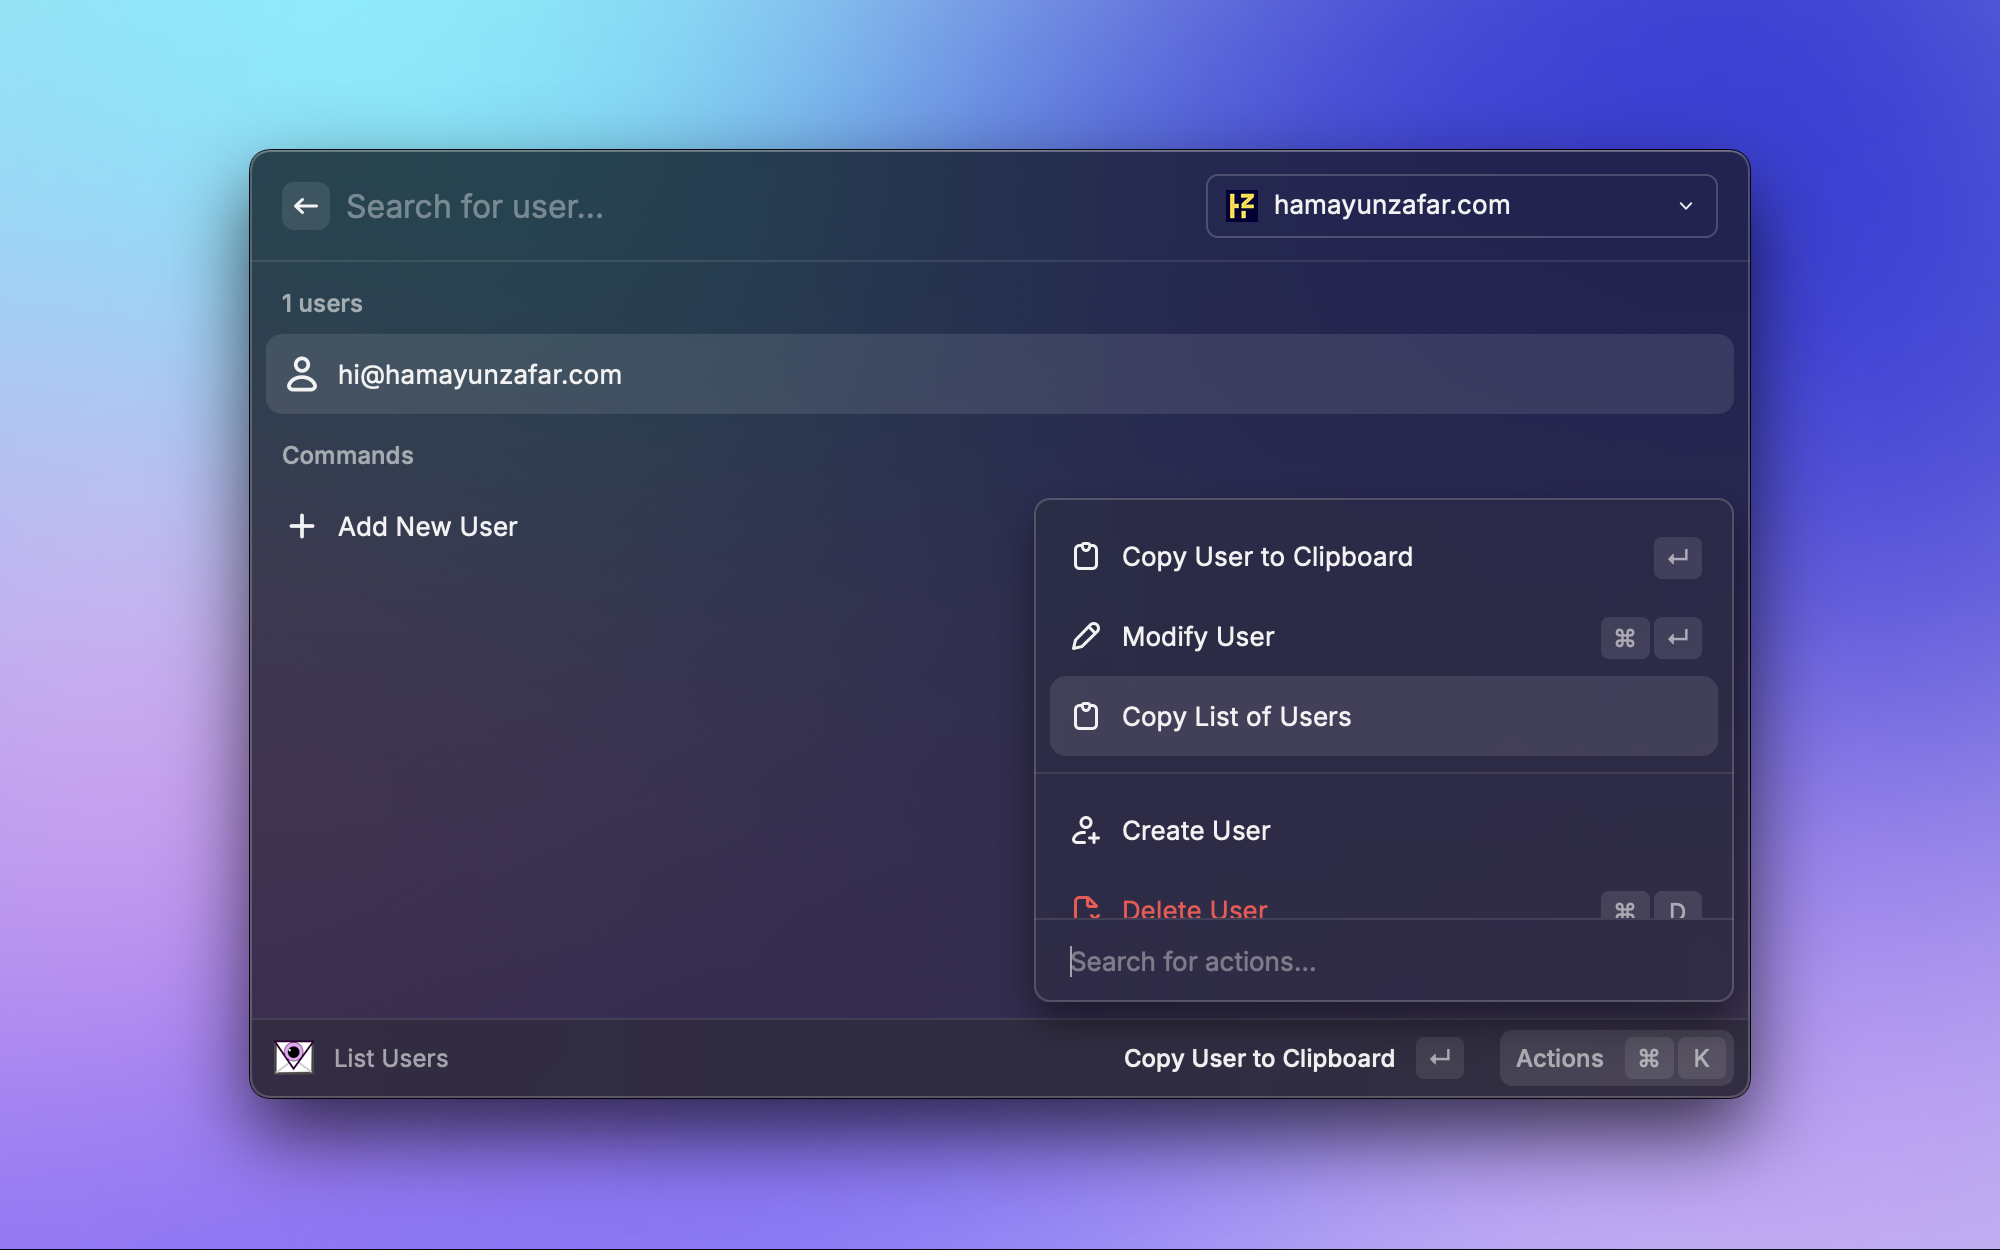 Search for user...
hamayunzafar.com
1 users
hi@hamayunzafar.com
Commands
Add New User
Copy User to Clipboard ↵
Modify User ⌘ ↵
Copy List of Users
Create User
Delete User ⌘ D
Search for actions...
List Users
Copy User to Clipboard ↵
Actions ⌘ K